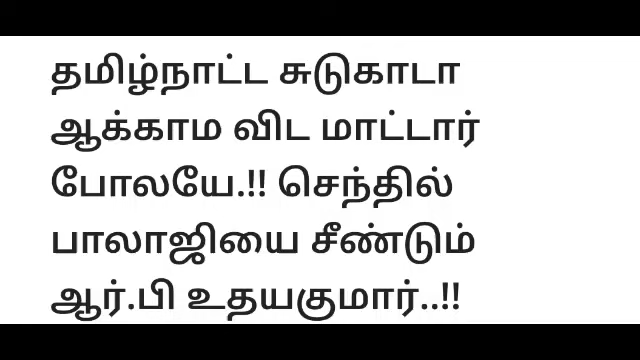 தமிழ்நாட்ட சுடுகாடா
ஆக்காம விட மாட்டார்
போலயே.!! செந்தில்
பாலாஜியை சீண்டும்
ஆர்.பி உதயகுமார்..!!